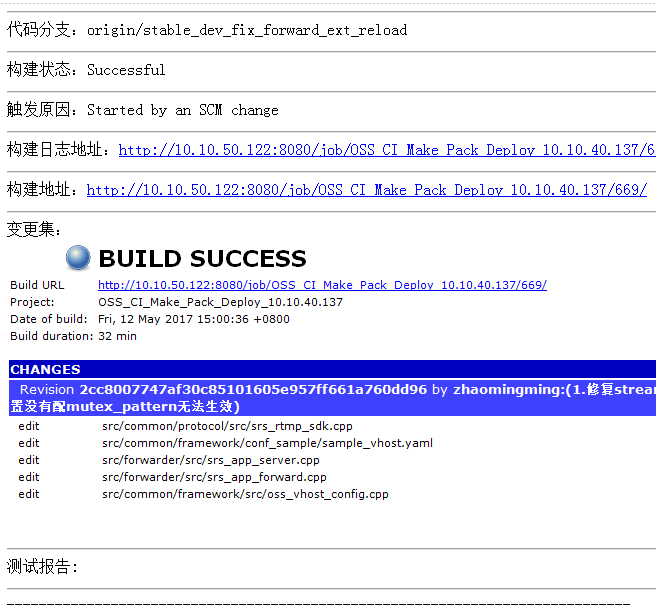 代码分支：origin/stable_dev_fix_forward_ext_reload
构建状态：Successful
触发原因：Started by an SCM change
构建日志地址：http://10.10.50.122:8080/job/OSS_CI_Make_Pack_Deploy_10.10.40.137/6
构建地址：http://10.10.50.122:8080/job/OSS_CI_Make_Pack_Deploy_10.10.40.137/669/
变更集：
BUILD SUCCESS
Build URL http://10.10.50.122:8080/job/OSS_CI_Make_Pack_Deploy_10.10.40.137/669/
Project: OSS_CI_Make_Pack_Deploy_10.10.40.137
Date of build: Fri, 12 May 2017 15:00:36 +0800
Build duration: 32 min
CHANGES
Revision 2cc8007747af30c85101605e957ff661a760dd96 by zhaomingming:(1.修复strea
置没有配mutex_pattern无法生效)
edit src/common/protocol/src/srs_rtmp_sdk.cpp
edit src/common/framework/conf_sample/sample_vhost.yaml
edit src/forwarder/src/srs_app_server.cpp
edit src/forwarder/src/srs_app_forward.cpp
edit src/common/framework/src/oss_vhost_config.cpp
测试报告：